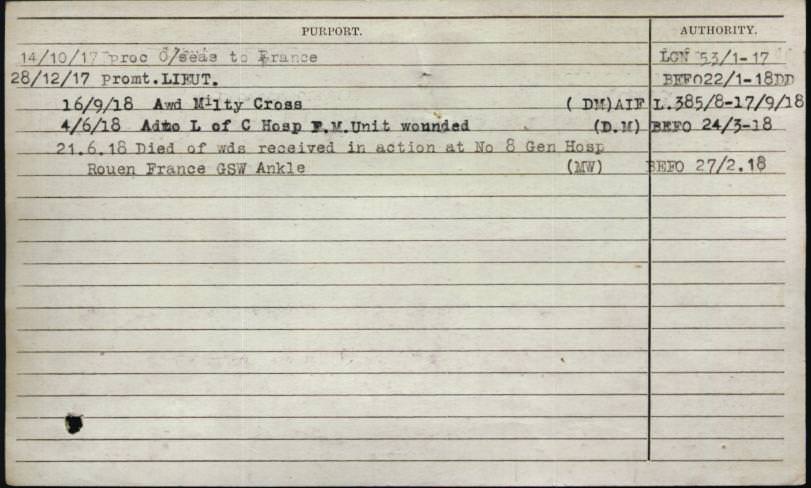 PURPORT. AUTHORITY.
14/10/17 proc O/seas to France LGN 53/1-17
28/12/17 promt.LIEUT. BEFO22/1-18DD
16/9/18 Awd Milty Cross ( DM)AIF L.385/8-17/9/18
4/6/18 Adto L of C Hosp F.M.Unit wounded (D.M) BEFO 24/3-18
21.6.18 Died of wds received in action at No 8 Gen Hosp
Rouen France GSW Ankle (MW) BEFO 27/2.18